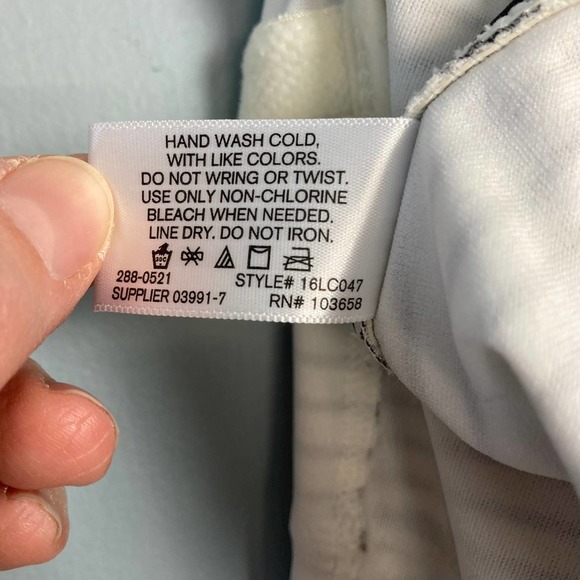 HAND WASH COLD,
WITH LIKE COLORS.
DO NOT WRING OR TWIST.
USE ONLY NON-CHLORINE
BLEACH WHEN NEEDED.
LINE DRY. DO NOT IRON.
30C
288-0521 STYLE# 16LC047
SUPPLIER 03991-7 RN# 103658